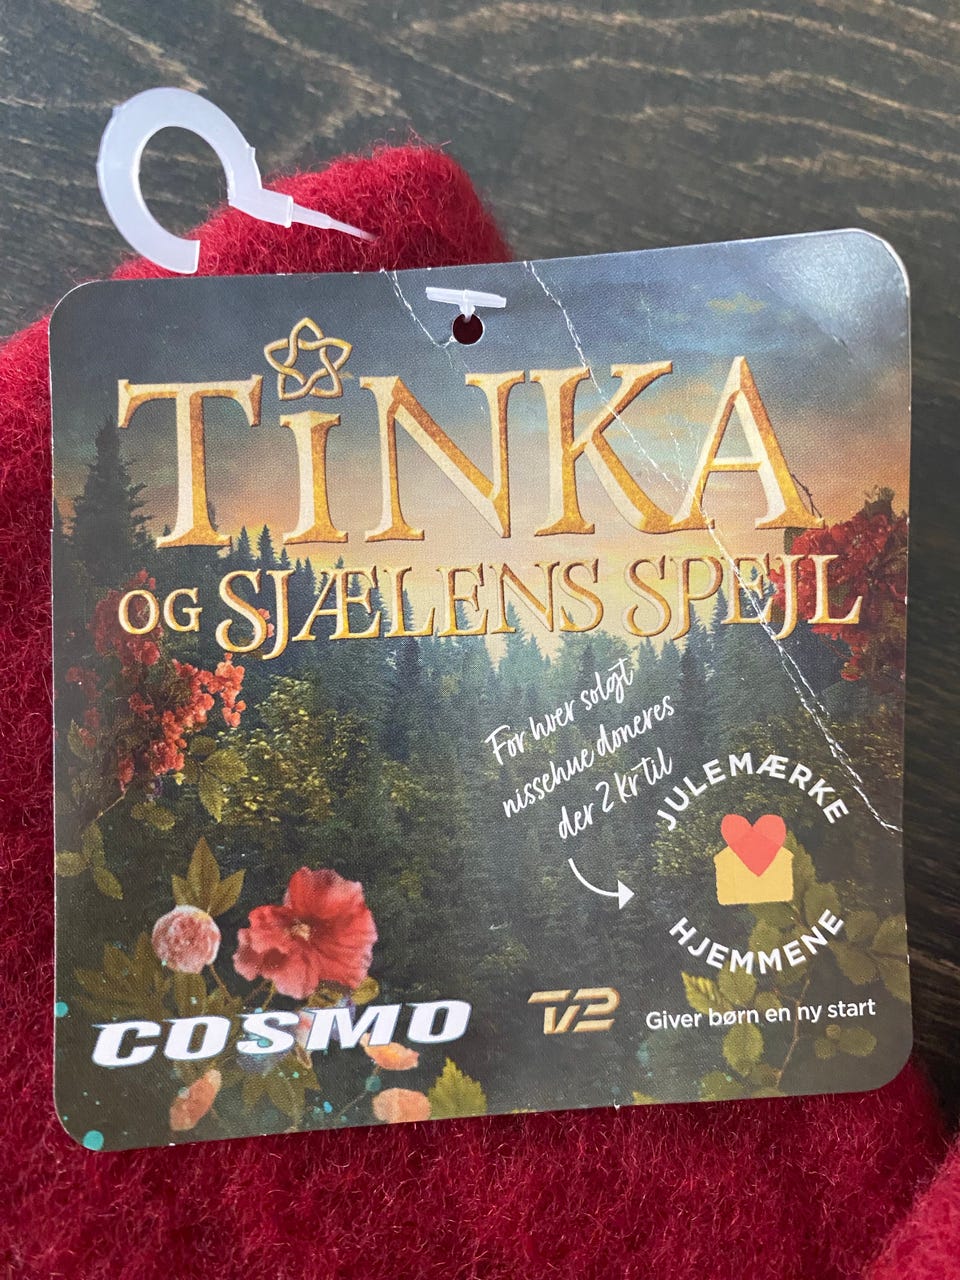 TINKA
OG SJÆLENS SPEJL
For hver solgt
nissehue doneres
der 2 kr til
JULEMÆRKE
HJEMMENE
Giver børn en ny start
COSMO
TV2